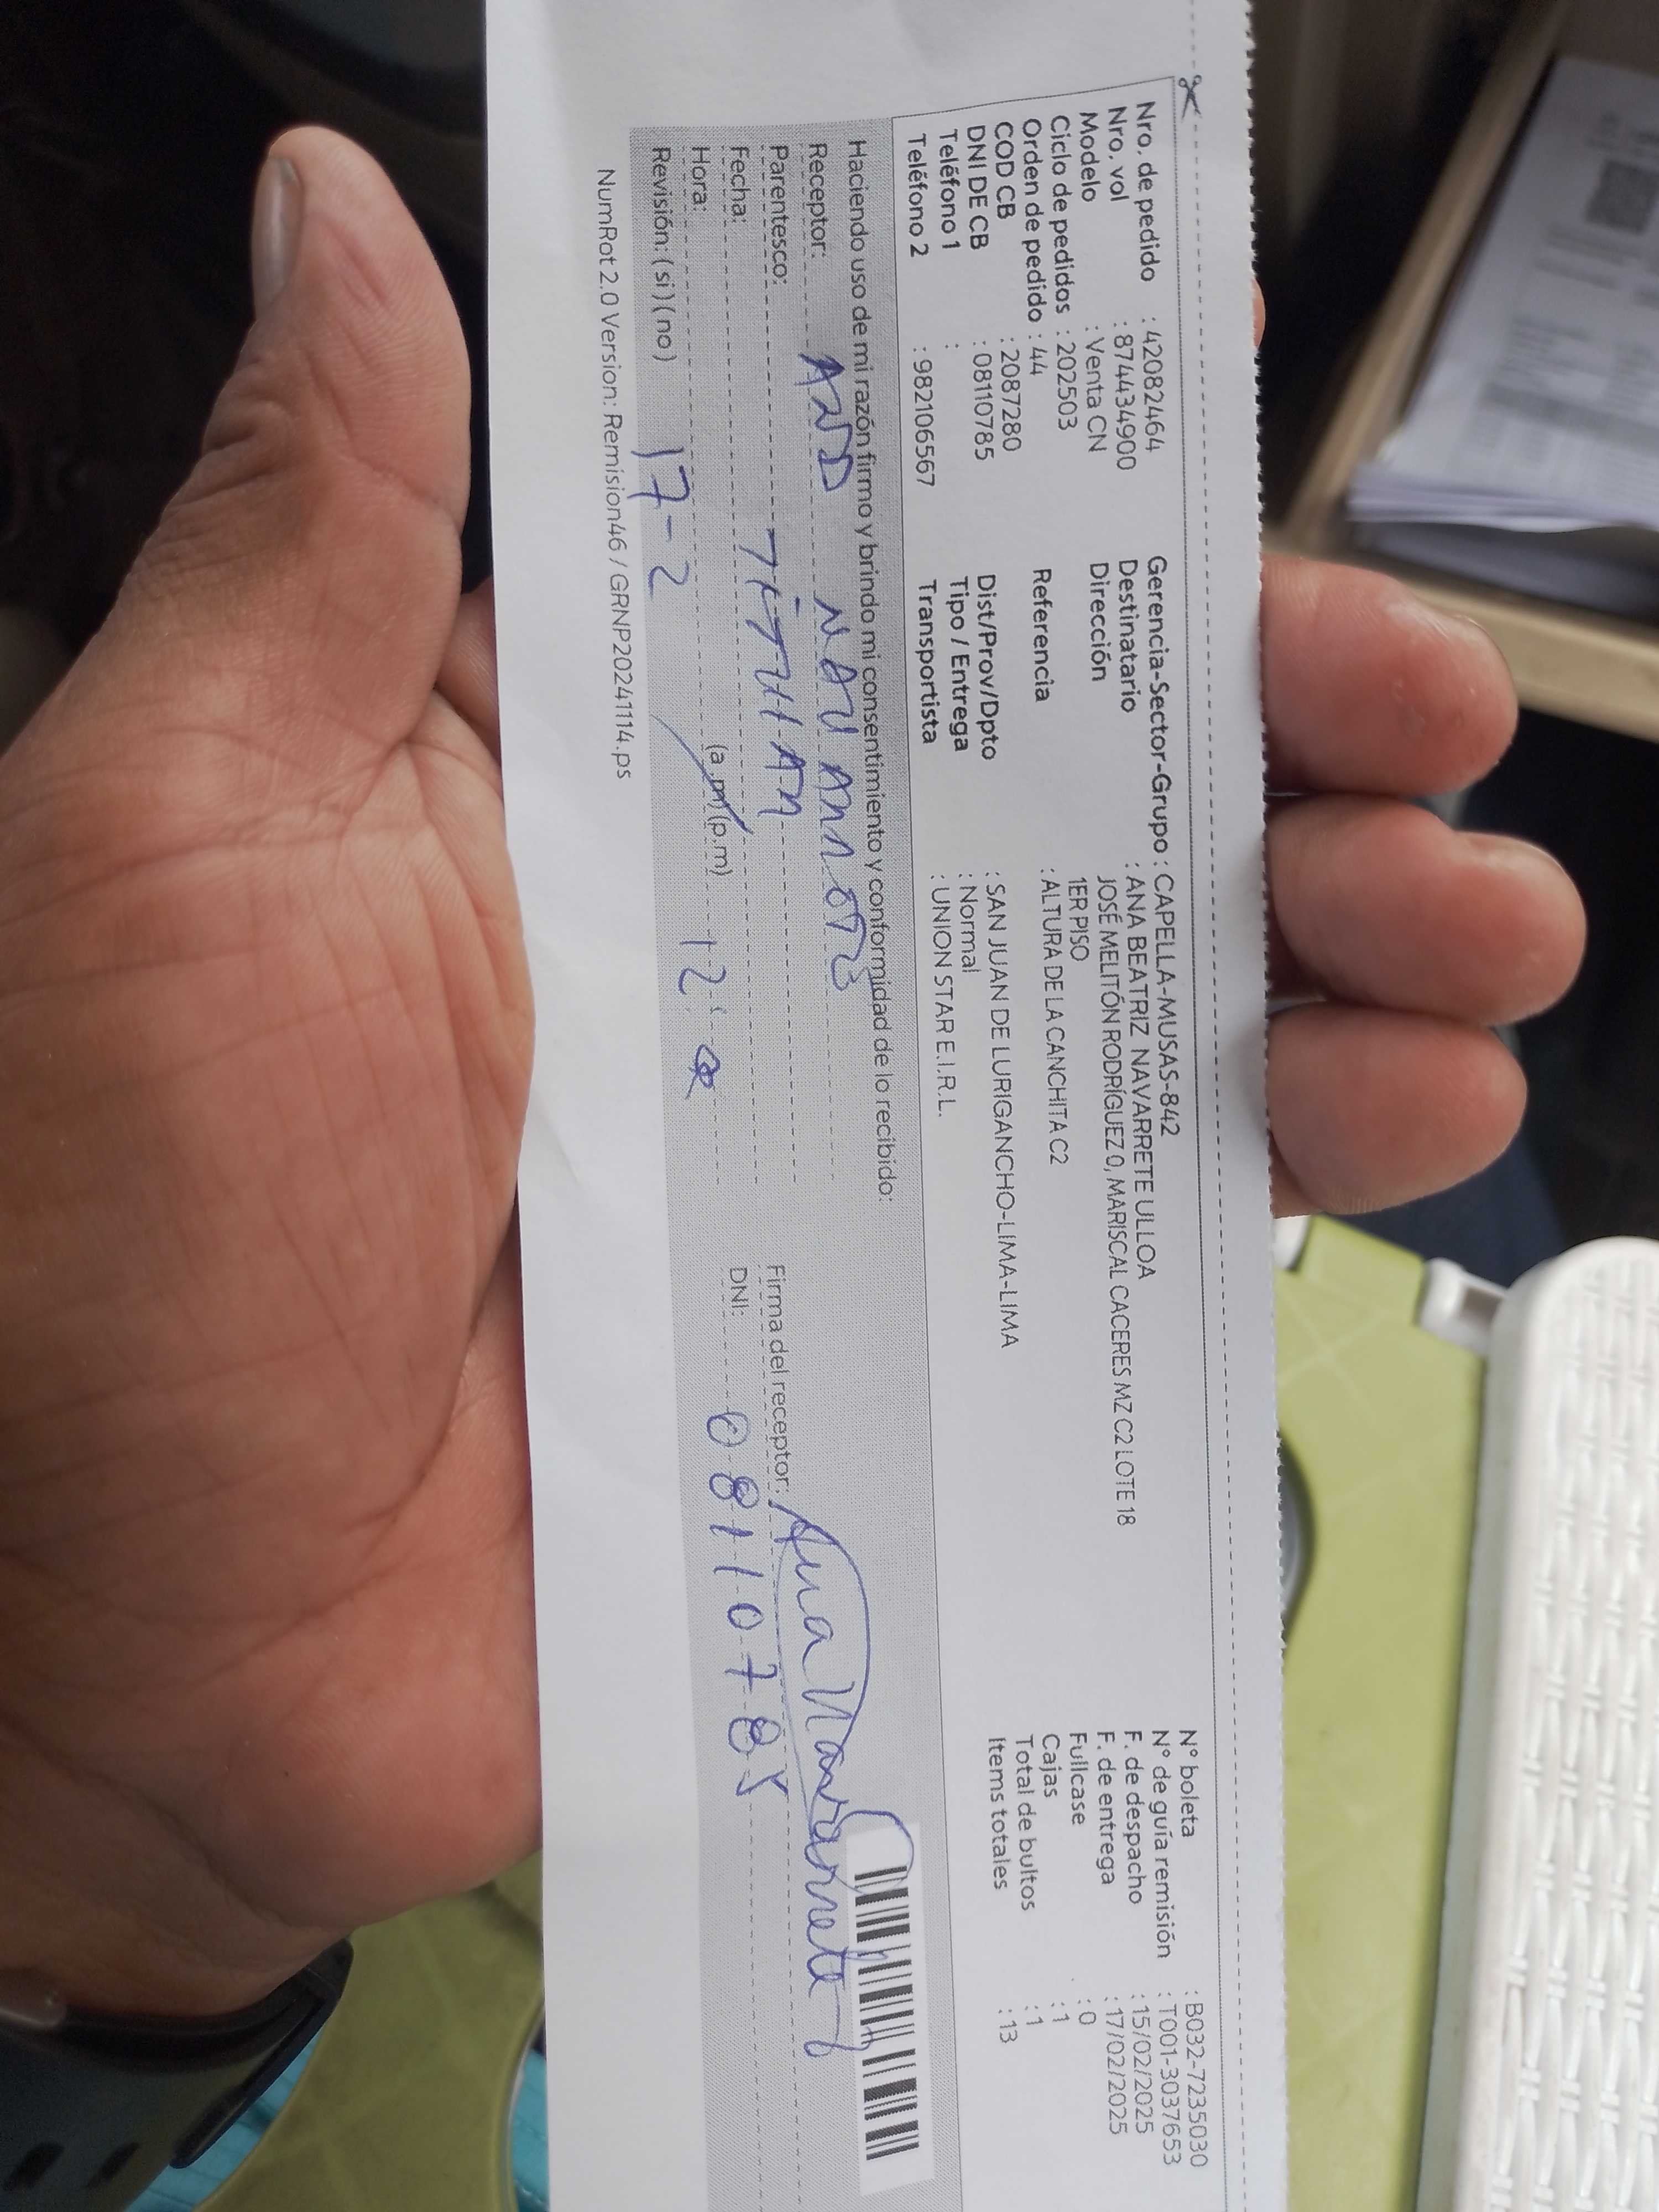 Nro. de pedido : 42082464
Nro. vol : 874434900
Modelo : Venta CN
Ciclo de pedidos : 202503
Orden de pedido : 44
COD CB : 2087280
DNI DE CB : 08110785
Teléfono 1 :
Teléfono 2 : 982106567
Gerencia-Sector-Grupo : CAPELLA-MUSAS-842
Destinatario : ANA BEATRIZ NAVARRETE ULLOA
Dirección JOSÉ MELITÓN RODRÍGUEZ 0, MARISCAL CACERES MZ C2 LOTE 18
1ER PISO
Referencia : ALTURA DE LA CANCHITA C2
Dist/Prov/Dpto : SAN JUAN DE LURIGANCHO-LIMA-LIMA
Tipo / Entrega : Normal
Transportista : UNION STAR E.I.R.L.
N° boleta : B032-7235030
N° de guía remisión : T001-3037653
F. de despacho : 15/02/2025
F. de entrega : 17/02/2025
Fullcase : 0
Cajas : 1
Total de bultos : 1
Items totales : 13
Haciendo uso de mi razón firmo y brindo mi consentimiento y conformidad de lo recibido:
Receptor:
Parentesco:
Fecha: 17-2
Hora: (a.m) (p.m) 12:
Revisión: (si) (no)
Firma del receptor: Ana Navarrete
DNI: 08110785
NumRot 2.0 Version: Remision46 / GRNP20241114.ps